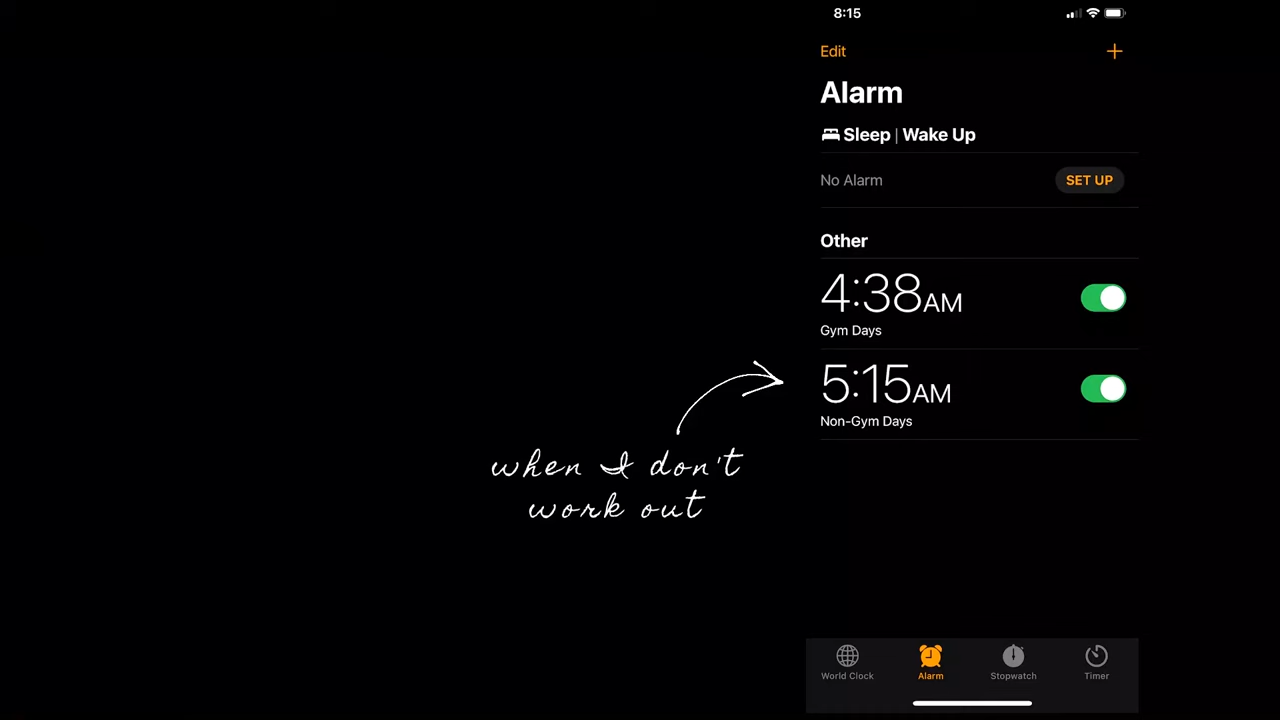 8:15
Edit
Alarm
Sleep | Wake Up
No Alarm SET UP
Other
4:38AM
Gym Days
5:15AM
Non-Gym Days
when I don't
work out
World Clock Alarm Stopwatch Timer